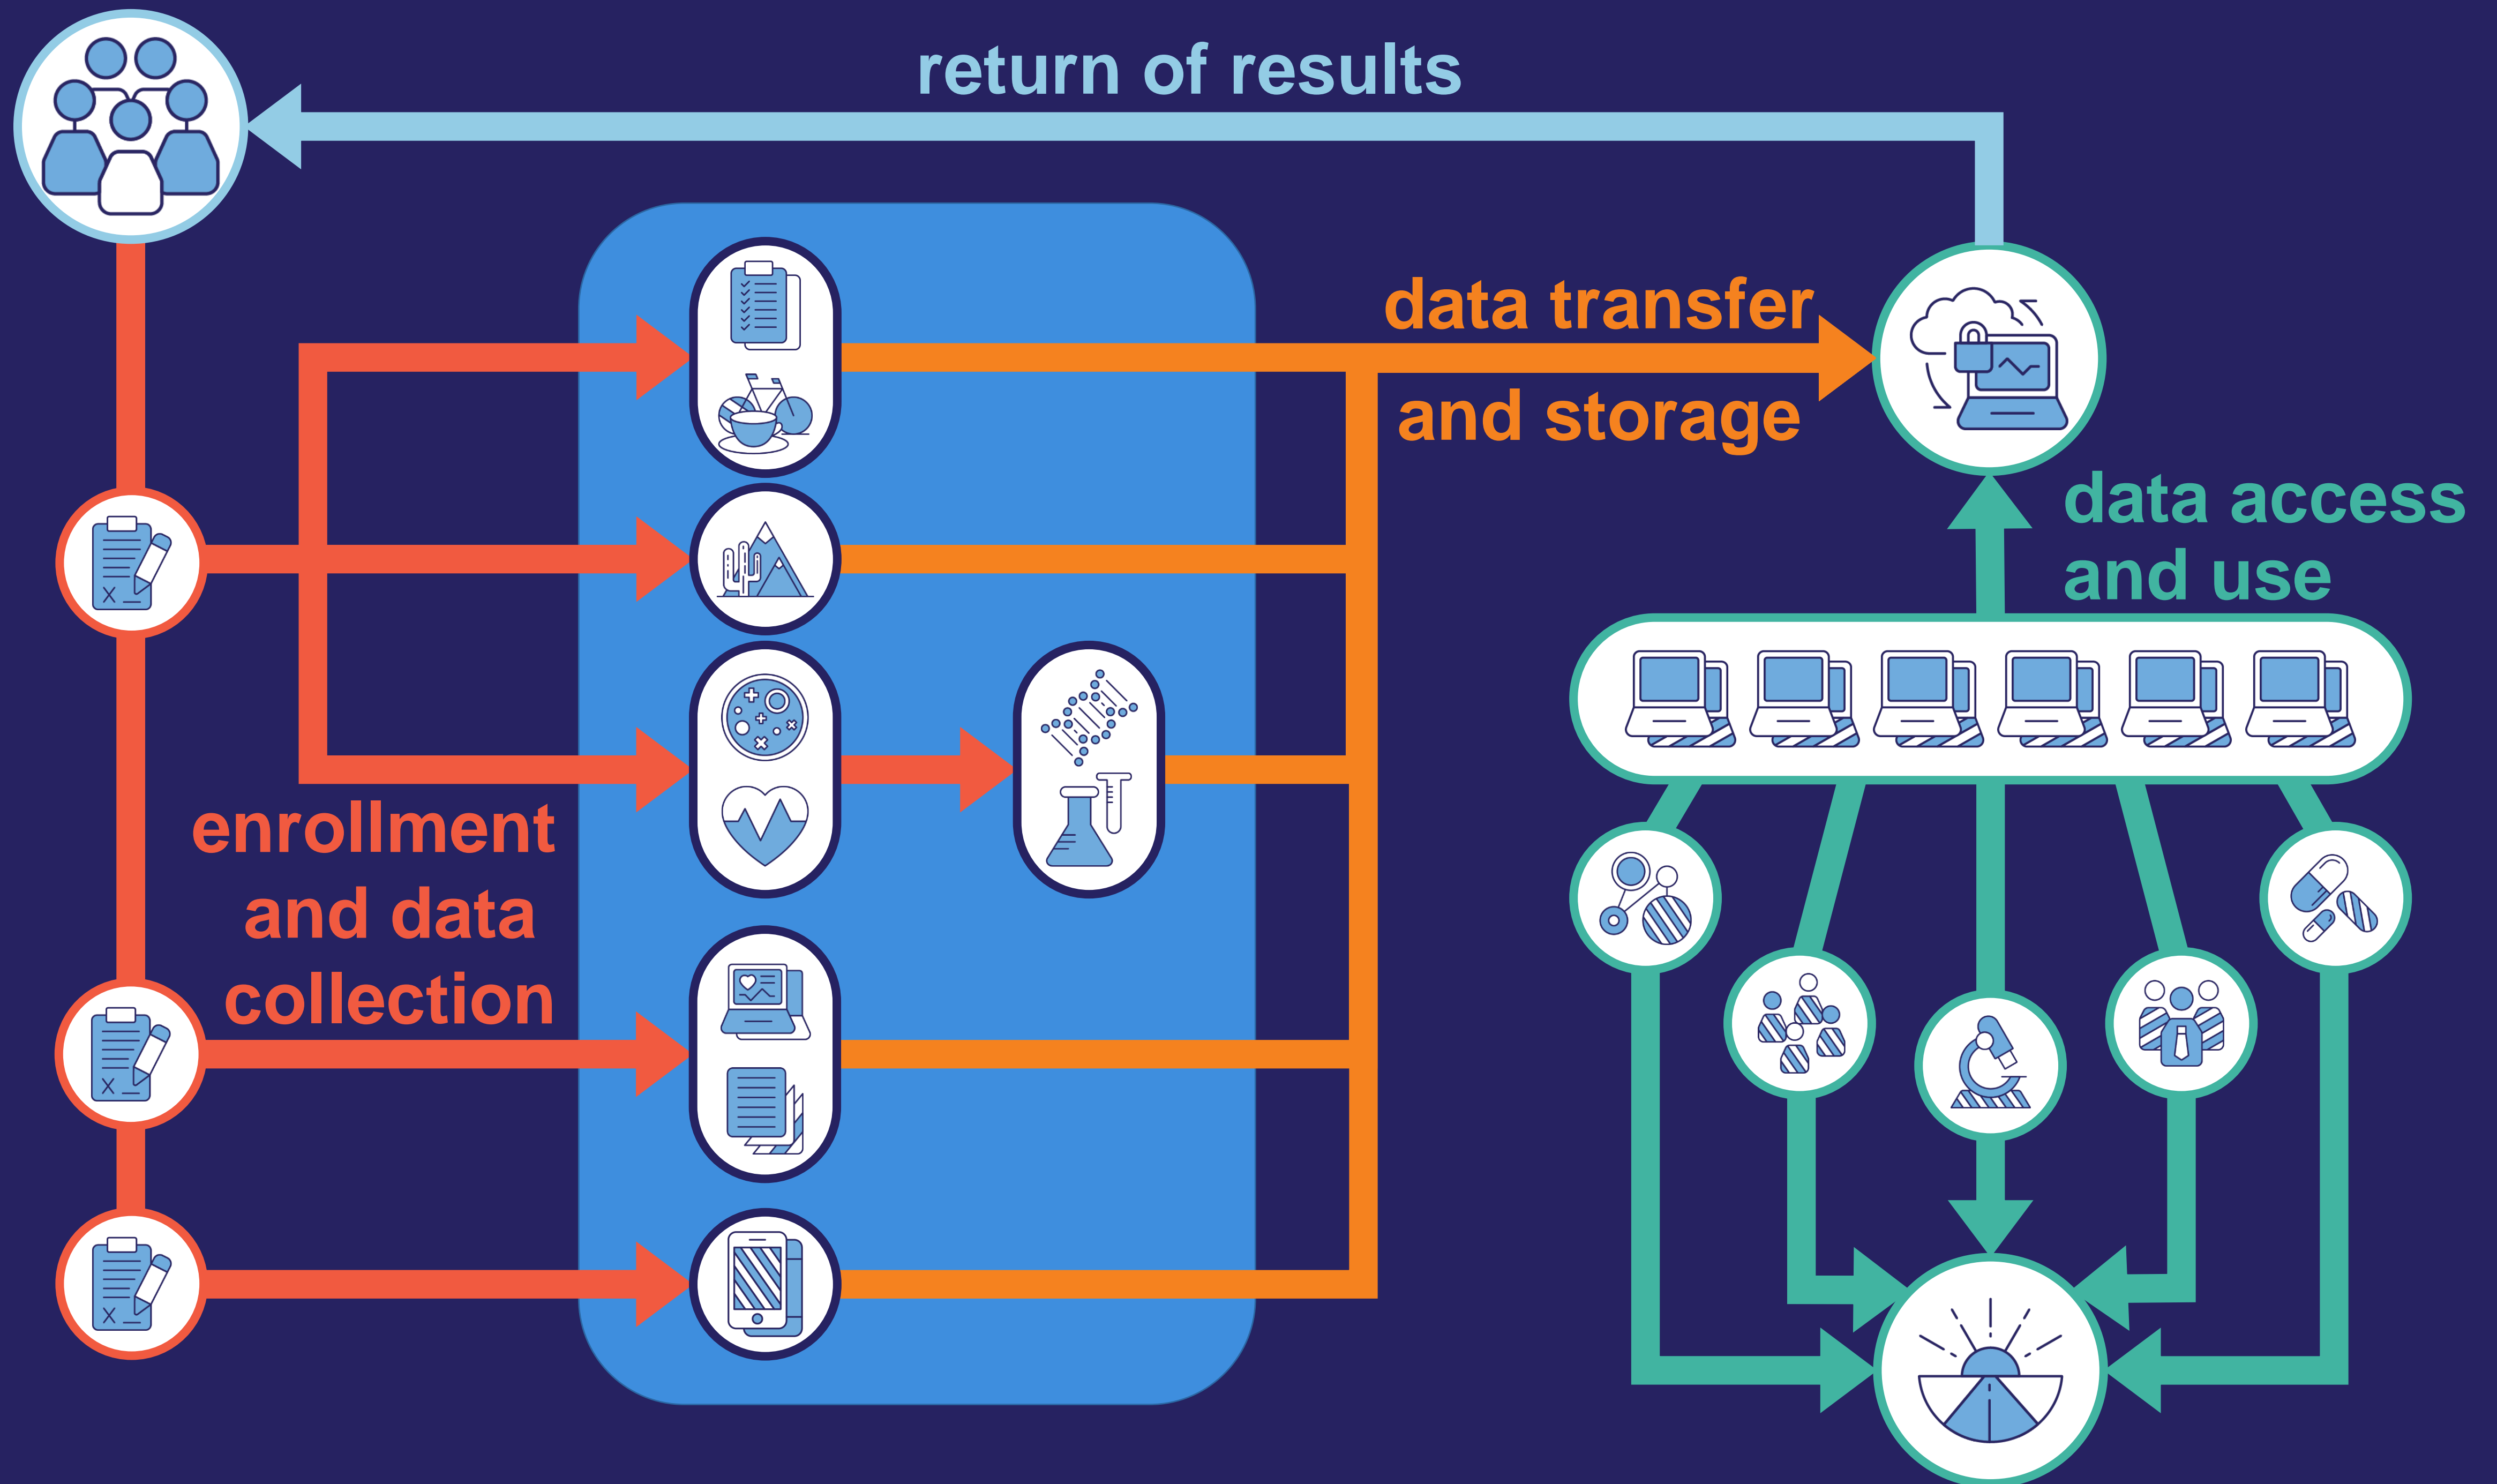 return of results
data transfer
and storage
data access
and use
enrollment
and data
collection